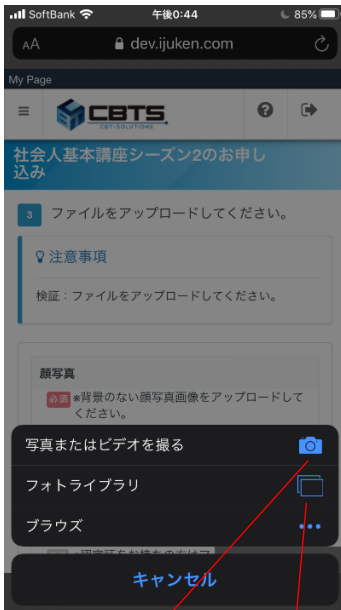 SoftBank 午後0:44 85%
AA dev.ijuken.com
My Page
CBTS
CBT-SOLUTIONS
社会人基本講座シーズン2のお申し
込み
3 ファイルをアップロードしてください。
注意事項
検証：ファイルをアップロードしてください。
顔写真
必須 ※背景のない顔写真画像をアップロードして
ください。
写真またはビデオを撮る
フォトライブラリ
ブラウズ
キャンセル